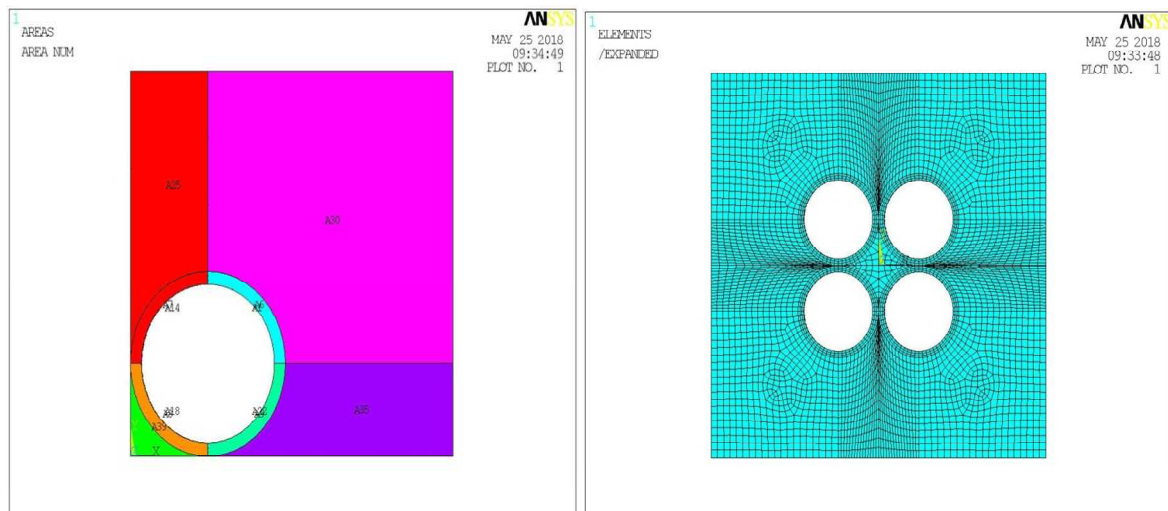 1
ANSYS
AREAS
AREA NUM
MAY 25 2018
09:34:49
PLOT NO. 1
A25
A30
A14
A18
A39
A35
X
1
ANSYS
ELEMENTS
/EXPANDED
MAY 25 2018
09:33:48
PLOT NO. 1